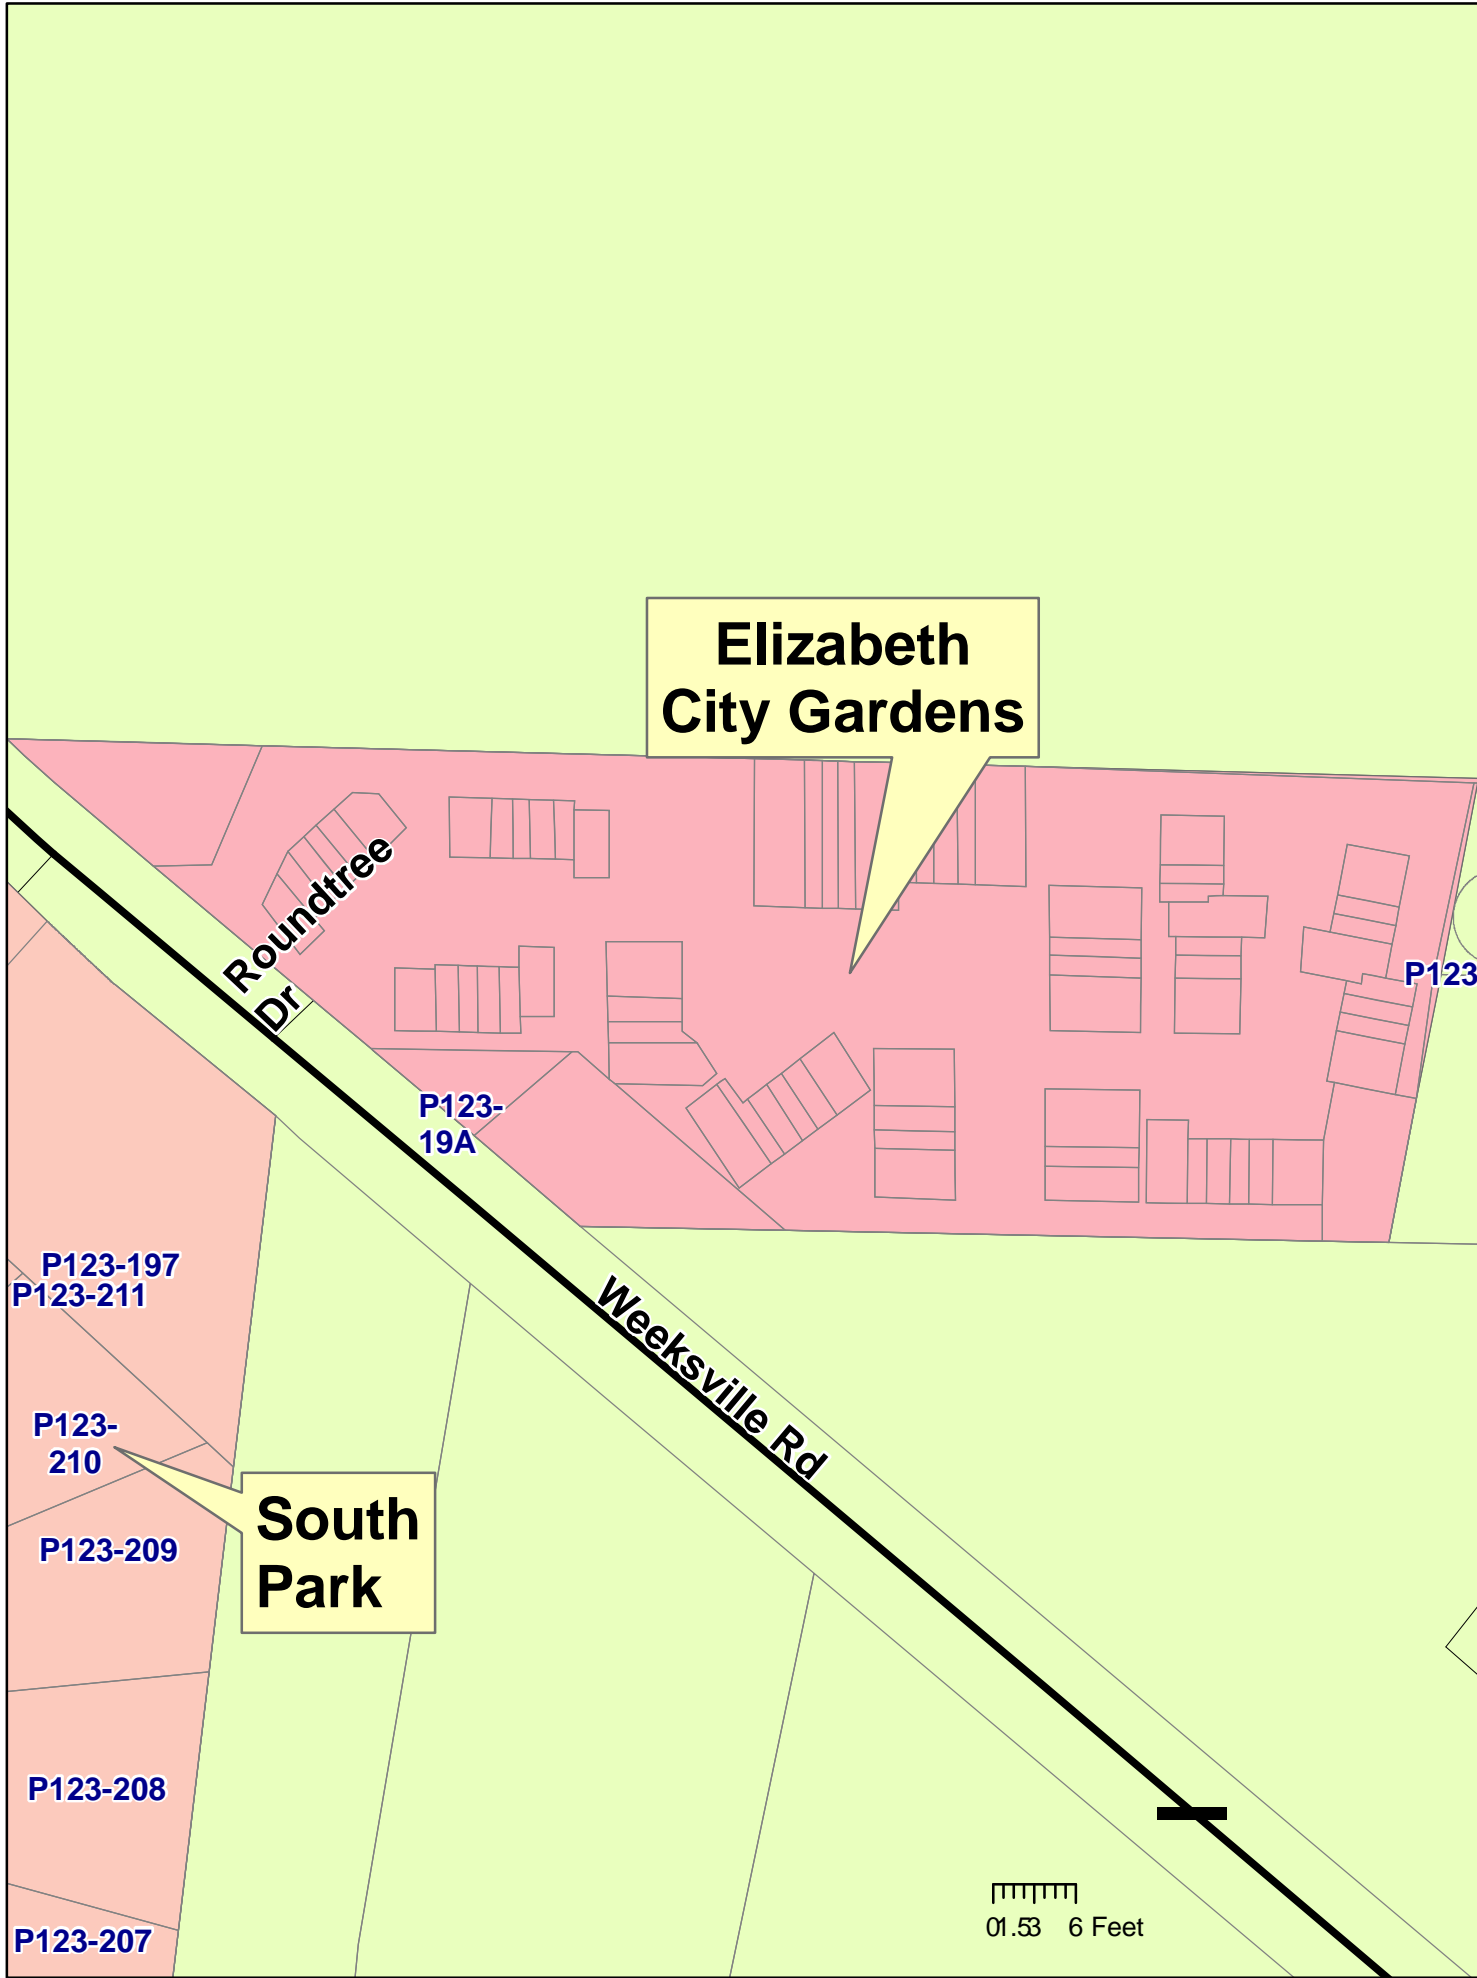 Elizabeth
City Gardens
Roundtree
Dr
P123
P123-
19A
P123-197
P123-211
Weeksville Rd
P123-
210
South
Park
P123-209
P123-208
P123-207
01.53 6 Feet